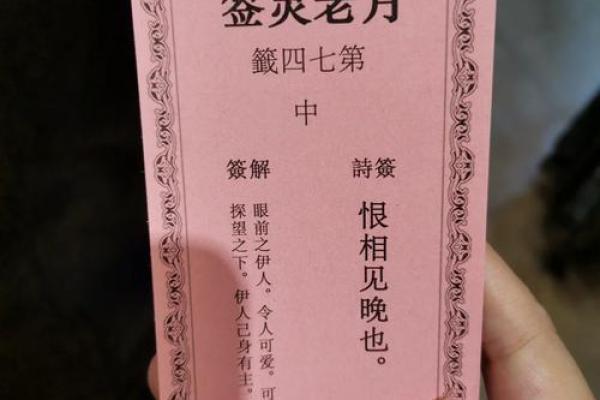 月老灵签
第七四籤
中
簽詩
恨相见晚也。
解簽
眼前之伊人。令人可爱。可
探望之下。伊人己身有主。